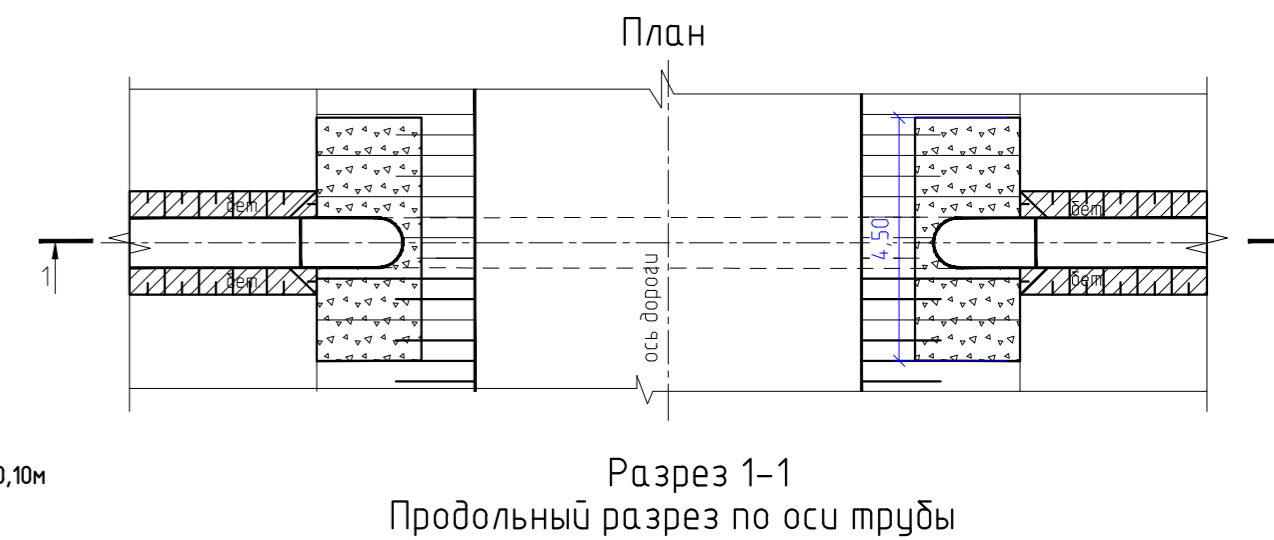 План
бет
бет
бет
бет
4,50
1
ось дороги
0,10м
Разрез 1-1
Продольный разрез по оси трубы